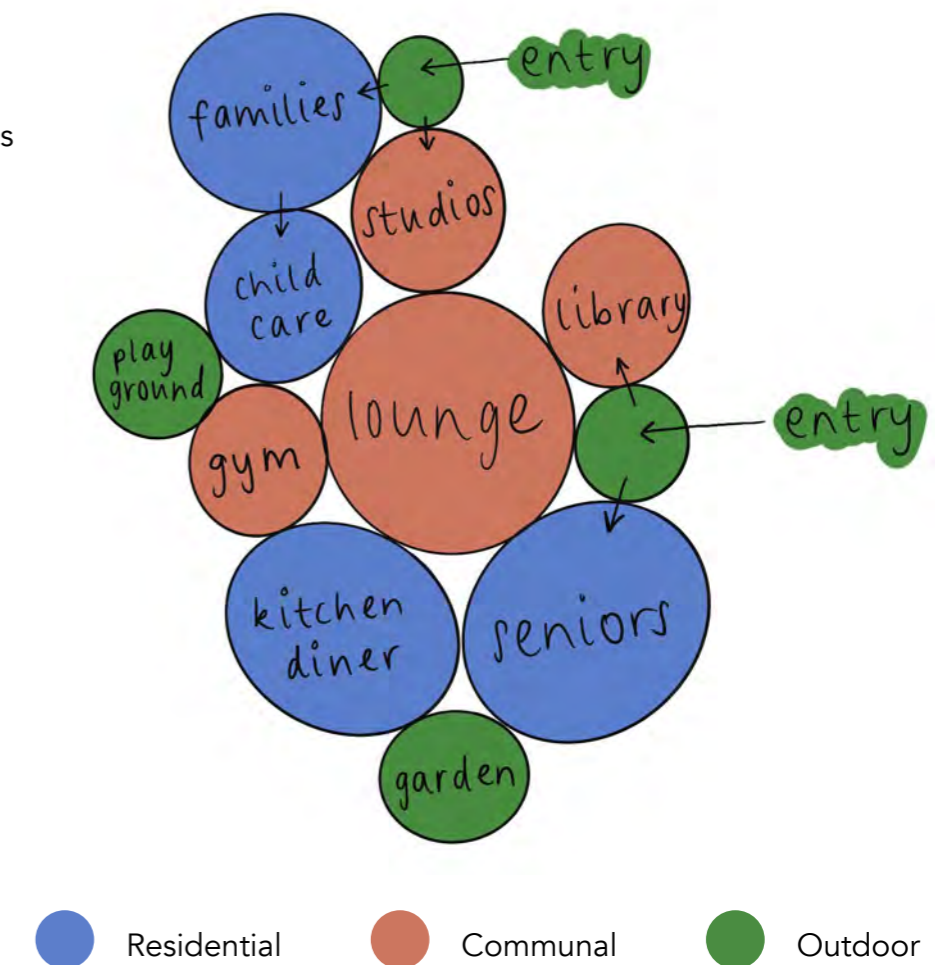 entry
families
s
studios
child
care
library
play
ground
lounge
entry
gym
kitchen
diner
seniors
garden
Residential
Communal
Outdoor